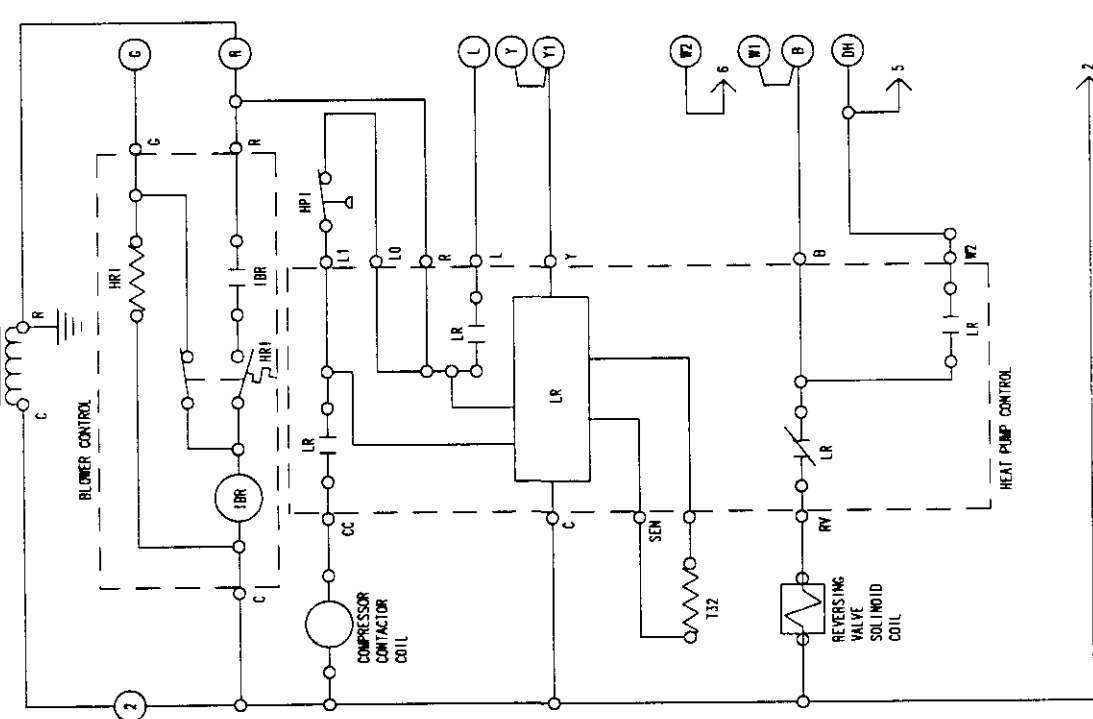 C
R
G
R
L
Y
Y1
W2
W1
B
DH
6
5
2
BLOWER CONTROL
HR1
G
R
1BR
HR1
1BR
C
2
HP1
L1
LO
R
L
Y
B
W2
LR
LR
LR
LR
LR
CC
C
SEN
RV
HEAT PUMP CONTROL
COMPRESSOR
CONTACTOR
COIL
T32
REVERSING
VALVE
SOLINOID
COIL